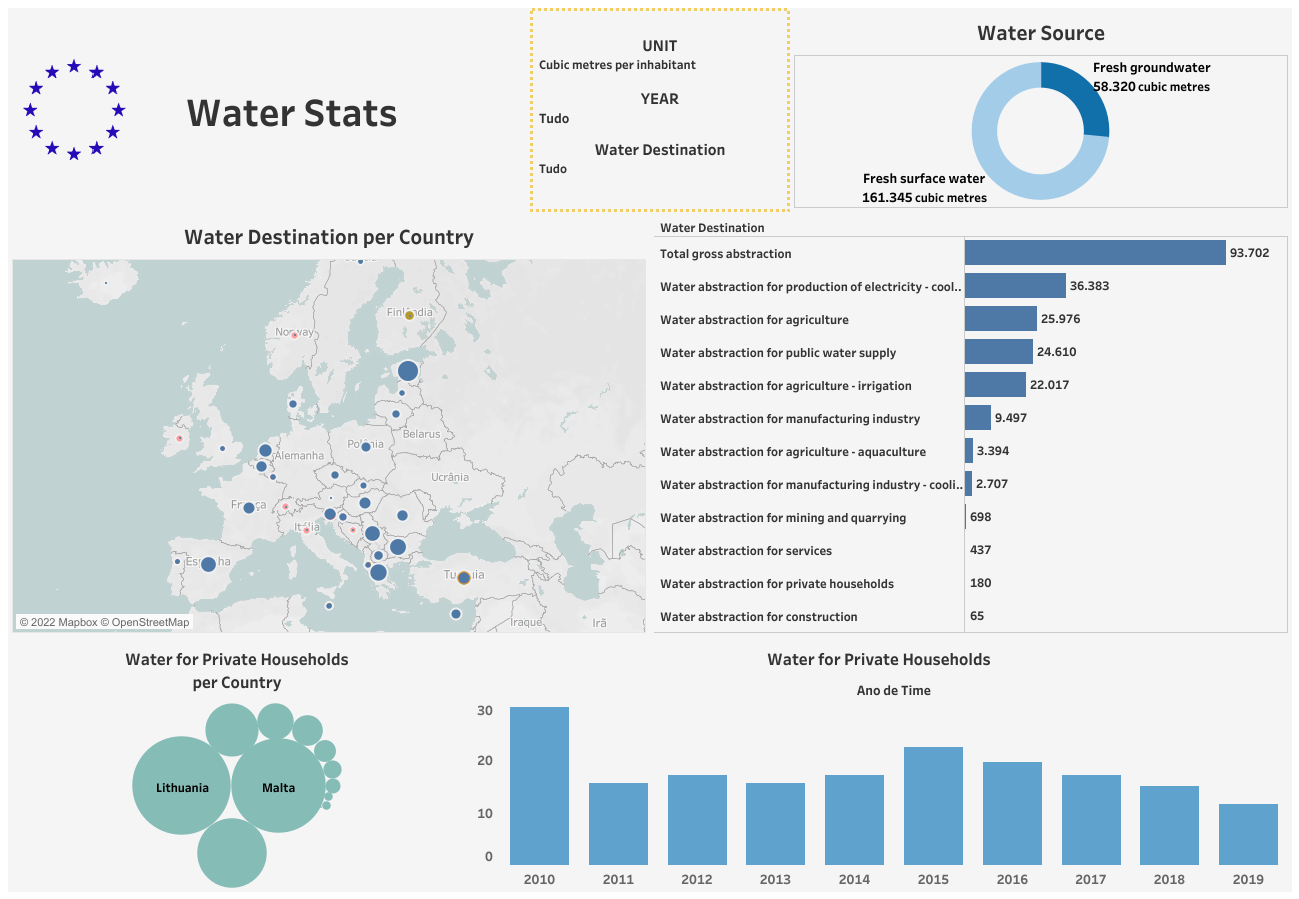 Water Stats
UNIT
Cubic metres per inhabitant
YEAR
Tudo
Water Destination
Tudo
Water Source
Fresh groundwater
58.320 cubic metres
Fresh surface water
161.345 cubic metres
Water Destination per Country
Norway
Alemanha
Belarus
Ucrânia
Itália
Iraque
Irã
© 2022 Mapbox © OpenStreetMap
Water Destination
Total gross abstraction 93.702
Water abstraction for production of electricity - cool.. 36.383
Water abstraction for agriculture 25.976
Water abstraction for public water supply 24.610
Water abstraction for agriculture - irrigation 22.017
Water abstraction for manufacturing industry 9.497
Water abstraction for agriculture - aquaculture 3.394
Water abstraction for manufacturing industry - cooli.. 2.707
Water abstraction for mining and quarrying 698
Water abstraction for services 437
Water abstraction for private households 180
Water abstraction for construction 65
Water for Private Households
per Country
Lithuania
Malta
Water for Private Households
Ano de Time
30
20
10
0
2010 2011 2012 2013 2014 2015 2016 2017 2018 2019